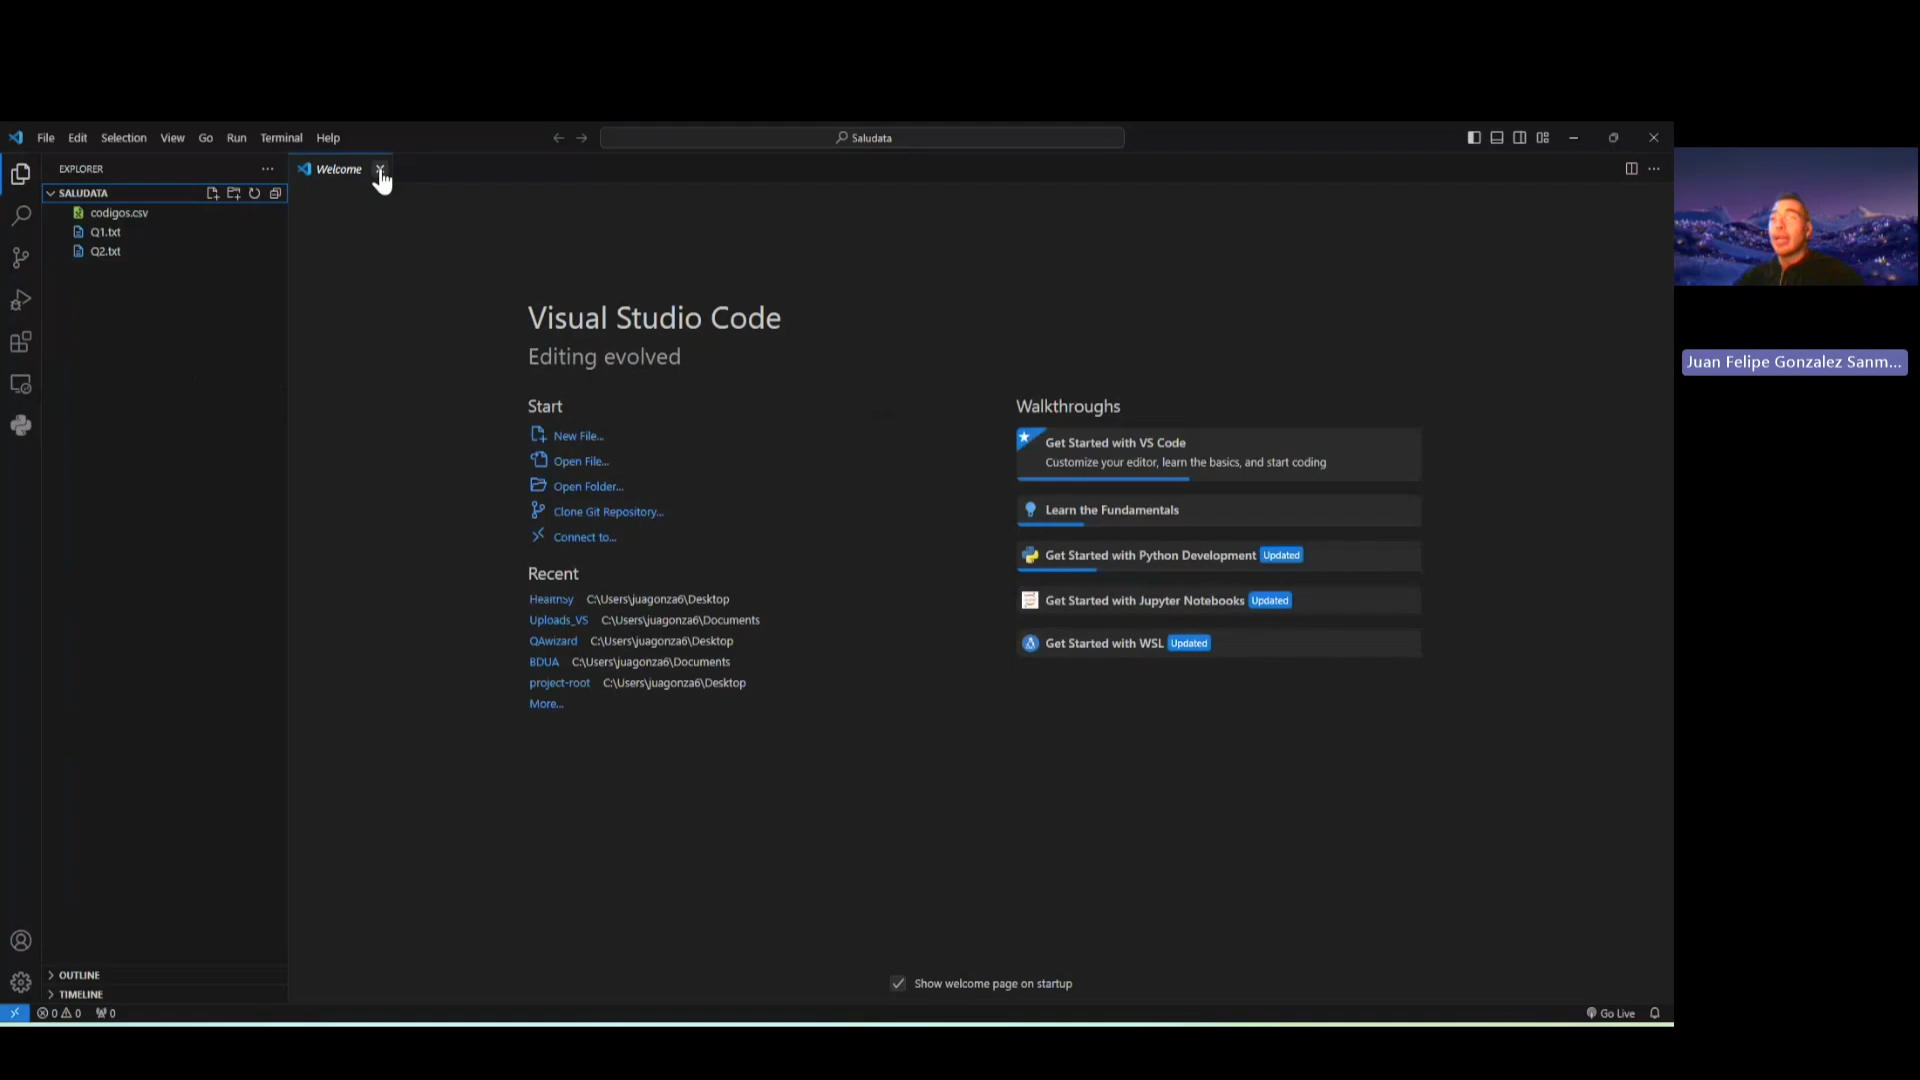 File Edit Selection View Go Run Terminal Help
Saludata
EXPLORER
Welcome
SALUDATA
codigos.csv
Q1.txt
Q2.txt
Visual Studio Code
Editing evolved
Start
New File...
Open File...
Open Folder...
Clone Git Repository...
Connect to...
Recent
C:\Users\juagonza6\Desktop
Uploads_VS C:\Users\juagonza6\Documents
QAwizard C:\Users\juagonza6\Desktop
BDUA C:\Users\juagonza6\Documents
project-root C:\Users\juagonza6\Desktop
More...
Walkthroughs
Get Started with VS Code
Customize your editor, learn the basics, and start coding
Learn the Fundamentals
Get Started with Python Development Updated
Get Started with Jupyter Notebooks Updated
Get Started with WSL Updated
Show welcome page on startup
OUTLINE
TIMELINE
0 0 0
Go Live
Juan Felipe Gonzalez Sanm...